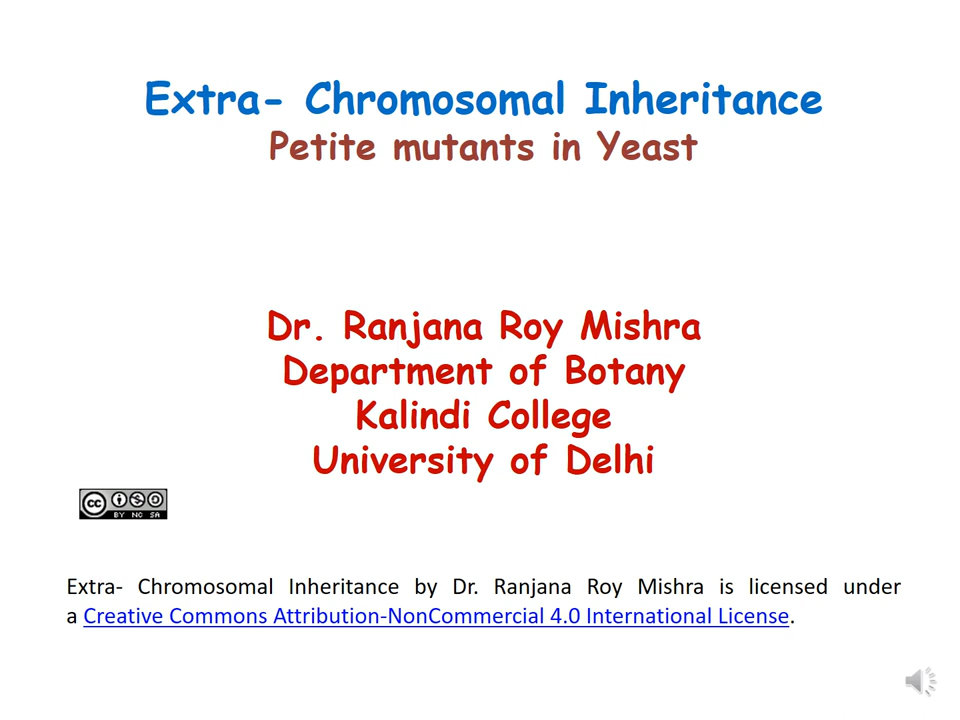 Extra- Chromosomal Inheritance
Petite mutants in Yeast
Dr. Ranjana Roy Mishra
Department of Botany
Kalindi College
University of Delhi
cc BY NC SA
Extra- Chromosomal Inheritance by Dr. Ranjana Roy Mishra is licensed under
a Creative Commons Attribution-NonCommercial 4.0 International License.